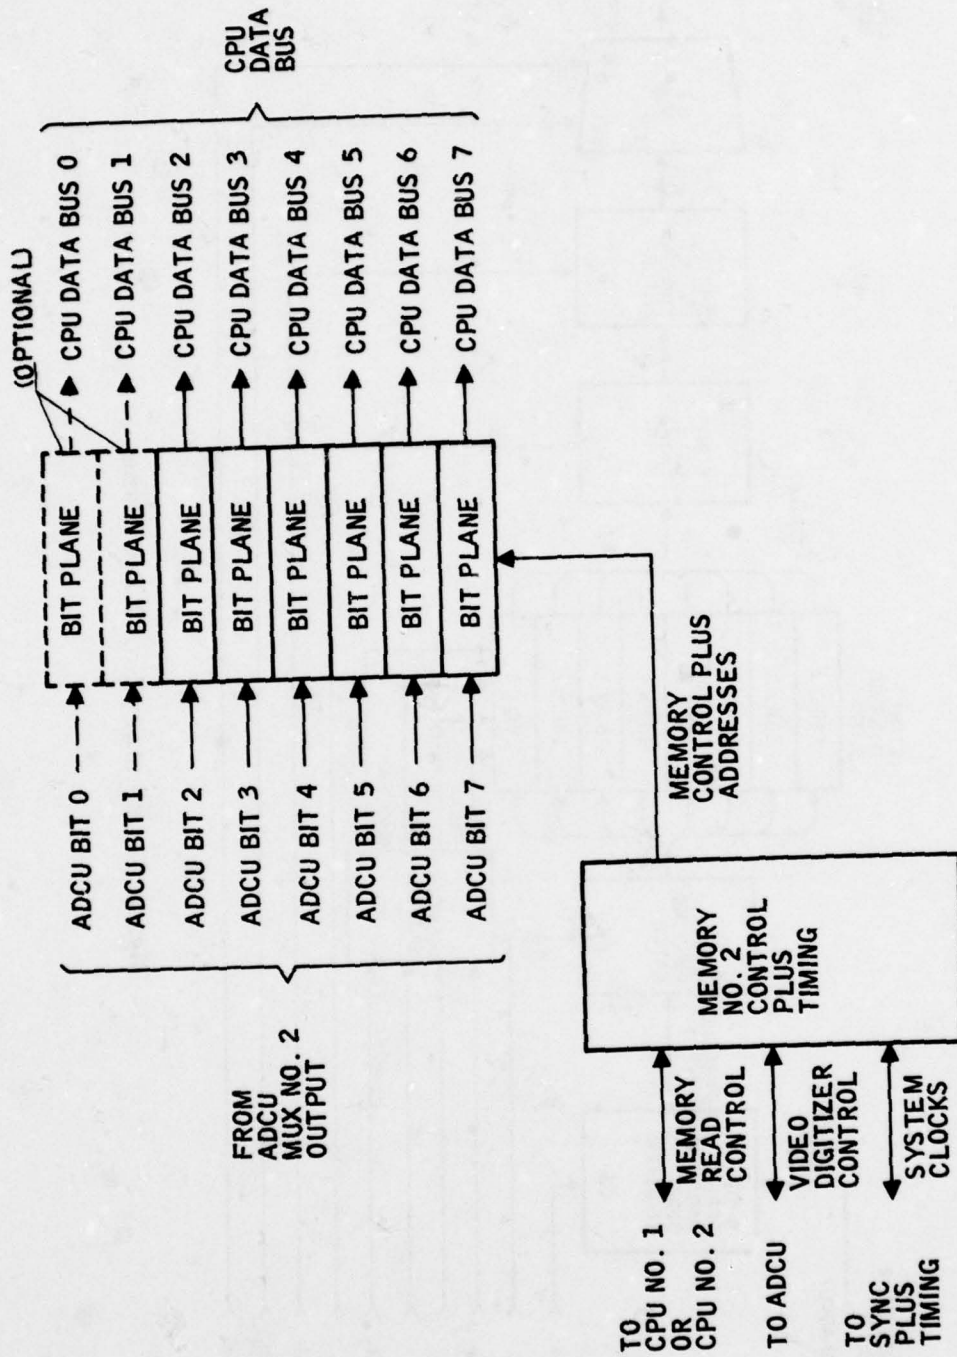 (OPTIONAL)
FROM
ADCU
MUX NO. 2
OUTPUT
ADCU BIT 0
ADCU BIT 1
ADCU BIT 2
ADCU BIT 3
ADCU BIT 4
ADCU BIT 5
ADCU BIT 6
ADCU BIT 7
BIT PLANE
BIT PLANE
BIT PLANE
BIT PLANE
BIT PLANE
BIT PLANE
BIT PLANE
BIT PLANE
CPU DATA BUS 0
CPU DATA BUS 1
CPU DATA BUS 2
CPU DATA BUS 3
CPU DATA BUS 4
CPU DATA BUS 5
CPU DATA BUS 6
CPU DATA BUS 7
CPU
DATA
BUS
MEMORY
CONTROL PLUS
ADDRESSES
MEMORY
NO. 2
CONTROL
PLUS
TIMING
TO
CPU NO. 1
OR
CPU NO. 2
MEMORY
READ
CONTROL
TO ADCU
VIDEO
DIGITIZER
CONTROL
TO
SYNC
PLUS
TIMING
SYSTEM
CLOCKS